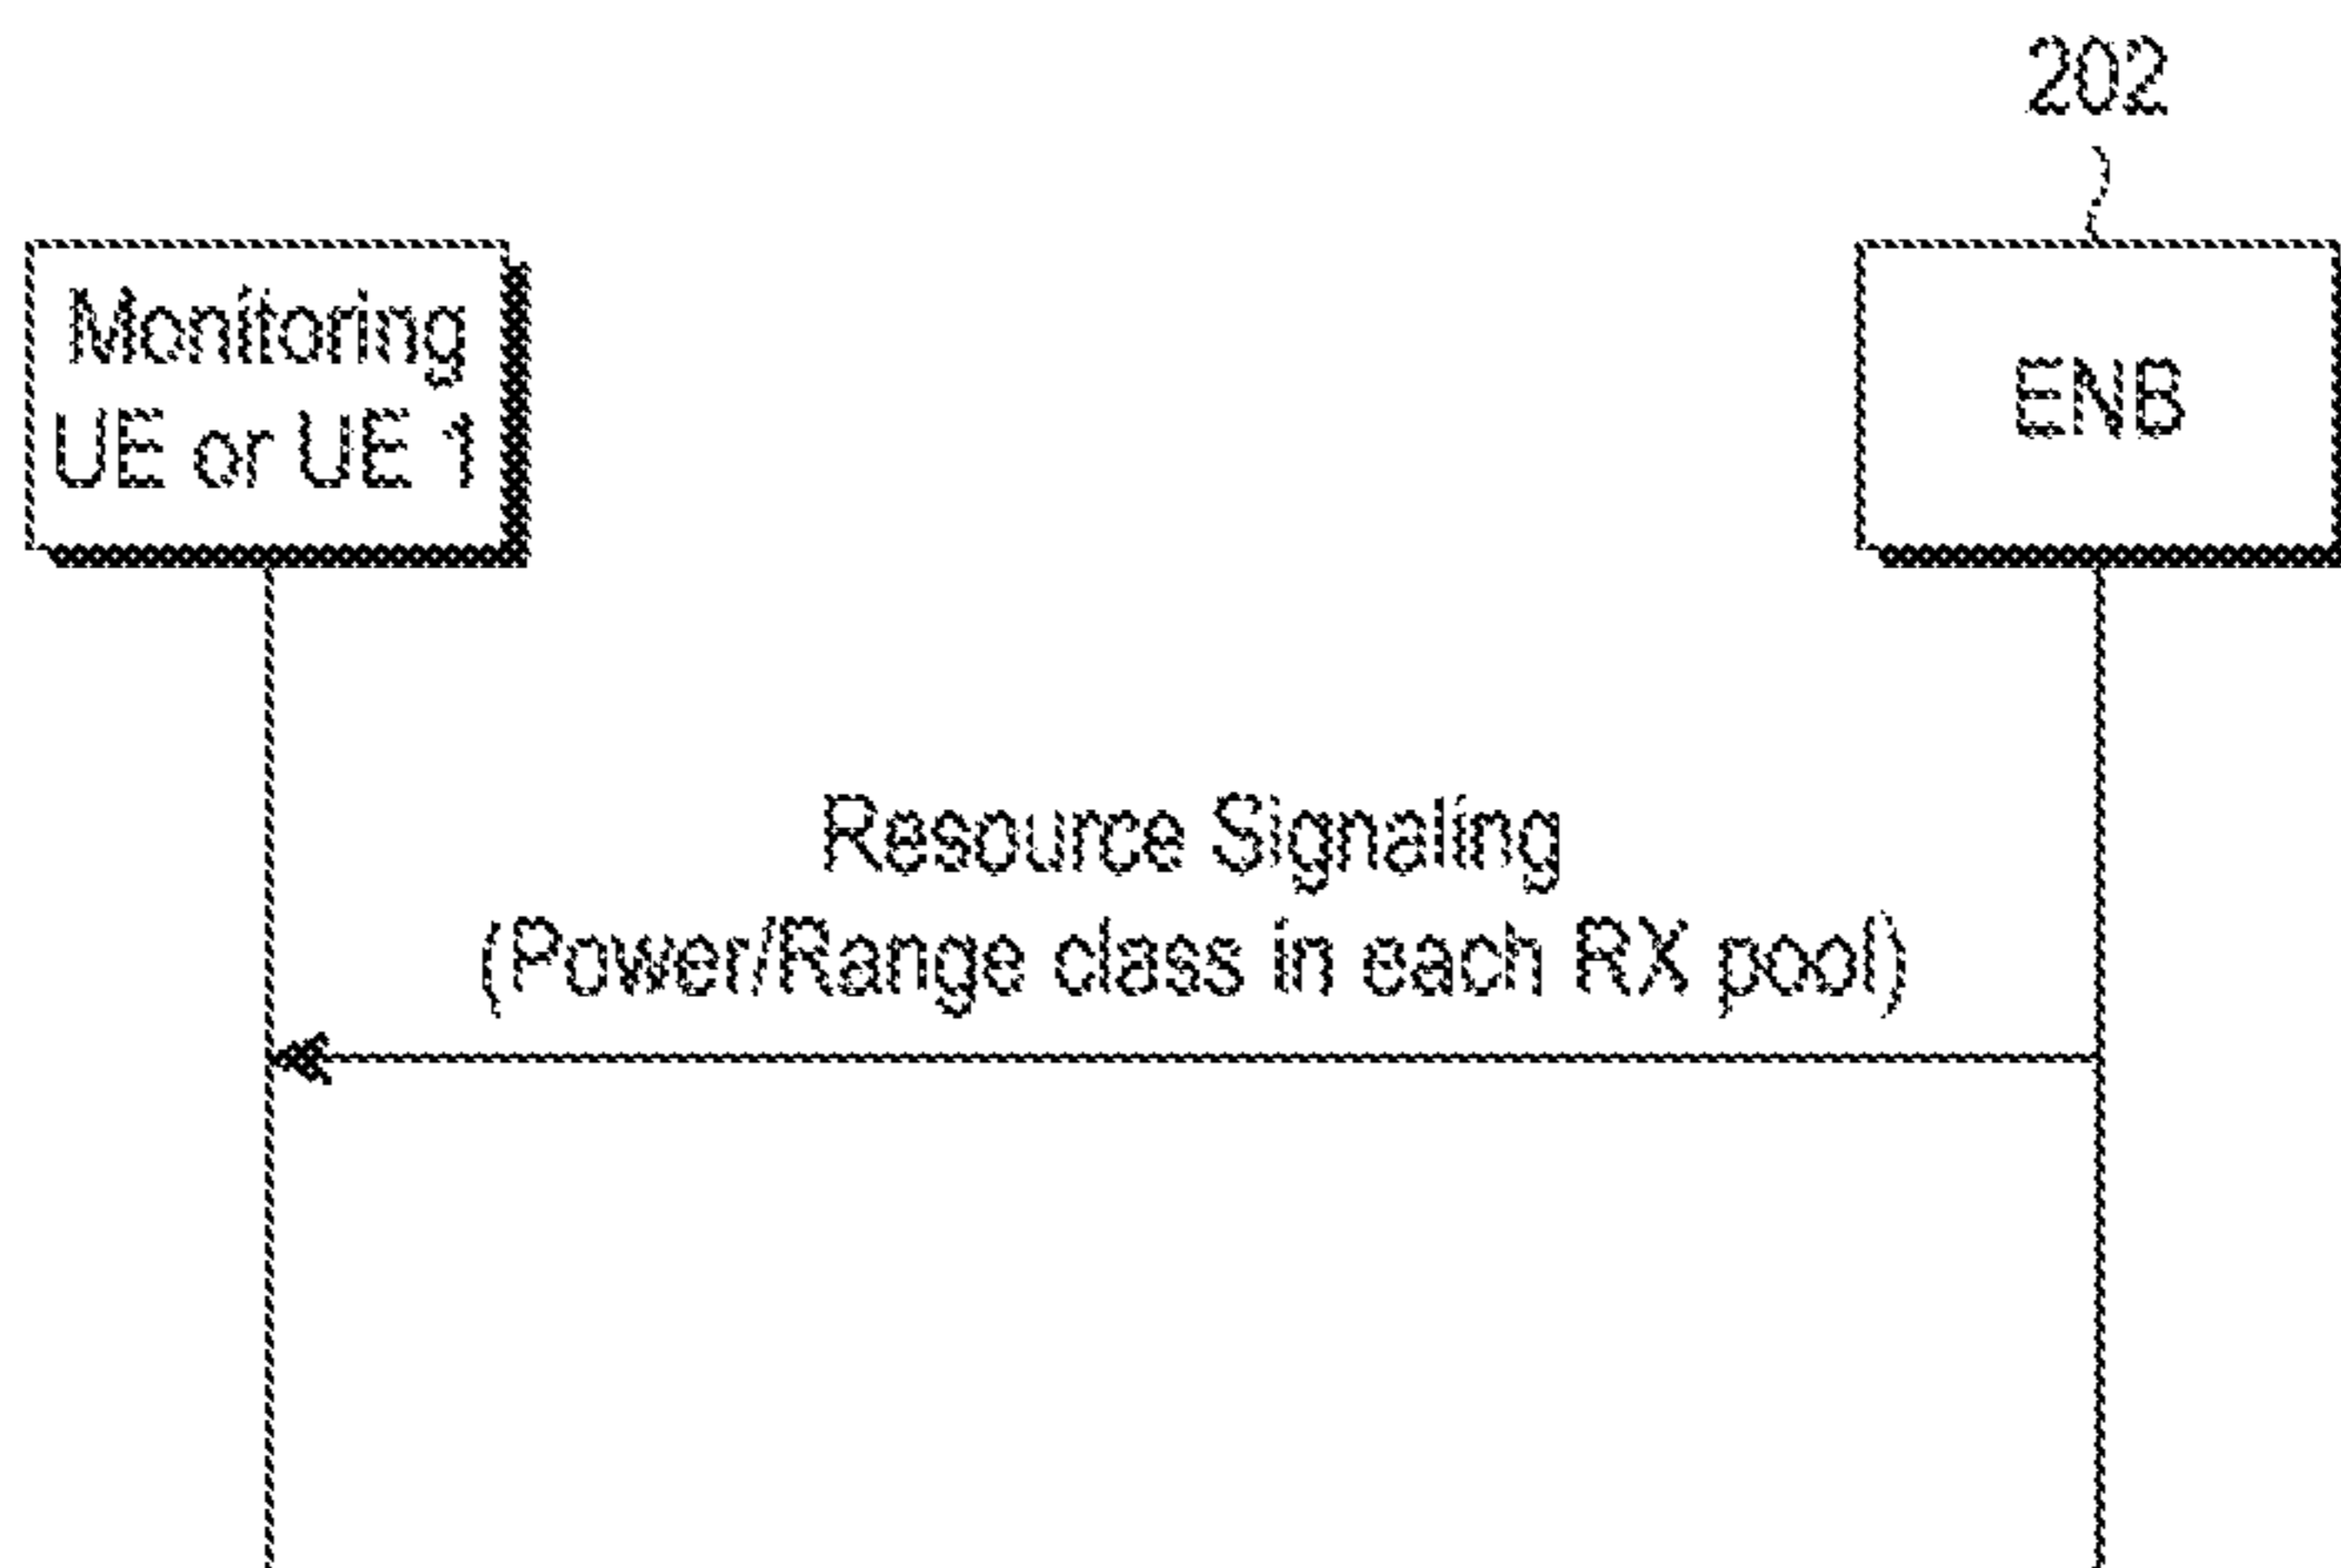 202
Monitoring
UE or UE 1
ENB
Resource Signaling
(Power/Range class in each RX pool)